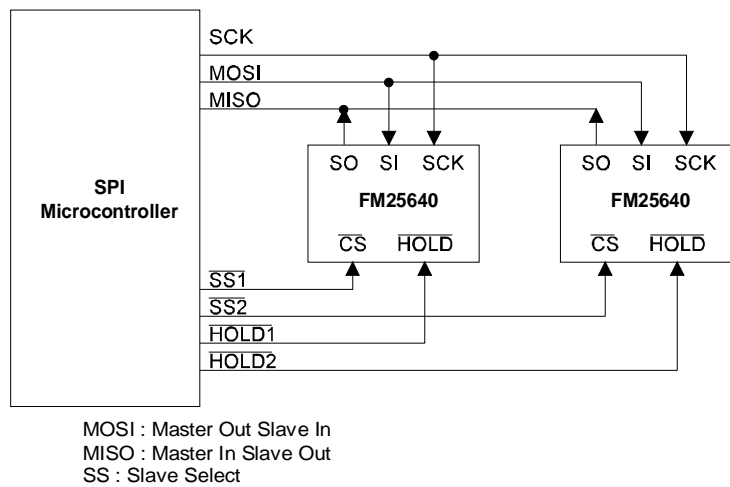 SCK
MOSI
MISO
SO SI SCK
SO SI SCK
SPI
Microcontroller
FM25640
FM25640
CS HOLD
CS HOLD
SS1
SS2
HOLD1
HOLD2
MOSI : Master Out Slave In
MISO : Master In Slave Out
SS : Slave Select